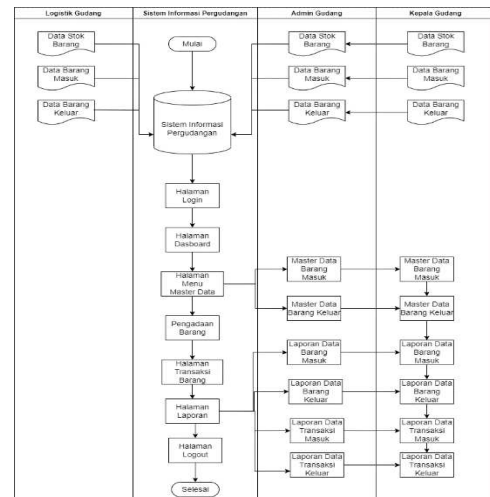 Logistik Gudang
Sistem Informasi Pergudangan
Admin Gudang
Kepala Gudang
Data Stok
Barang
Mulai
Data Stok
Barang
Data Stok
Barang
Data Barang
Masuk
Data Barang
Masuk
Data Barang
Masuk
Data Barang
Keluar
Data Barang
Keluar
Data Barang
Keluar
Sistem Informasi
Pergudangan
Halaman
Login
Halaman
Dasboard
Halaman
Menu
Master Data
Master Data
Barang
Masuk
Master Data
Barang
Masuk
Master Data
Barang Keluar
Master Data
Barang Keluar
Pengadaan
Barang
Laporan Data
Barang
Masuk
Laporan Data
Barang
Masuk
Halaman
Transaksi
Barang
Laporan Data
Barang
Keluar
Laporan Data
Barang
Keluar
Halaman
Laporan
Laporan Data
Transaksi
Masuk
Laporan Data
Transaksi
Masuk
Halaman
Logout
Laporan Data
Transaksi
Keluar
Laporan Data
Transaksi
Keluar
Selesai